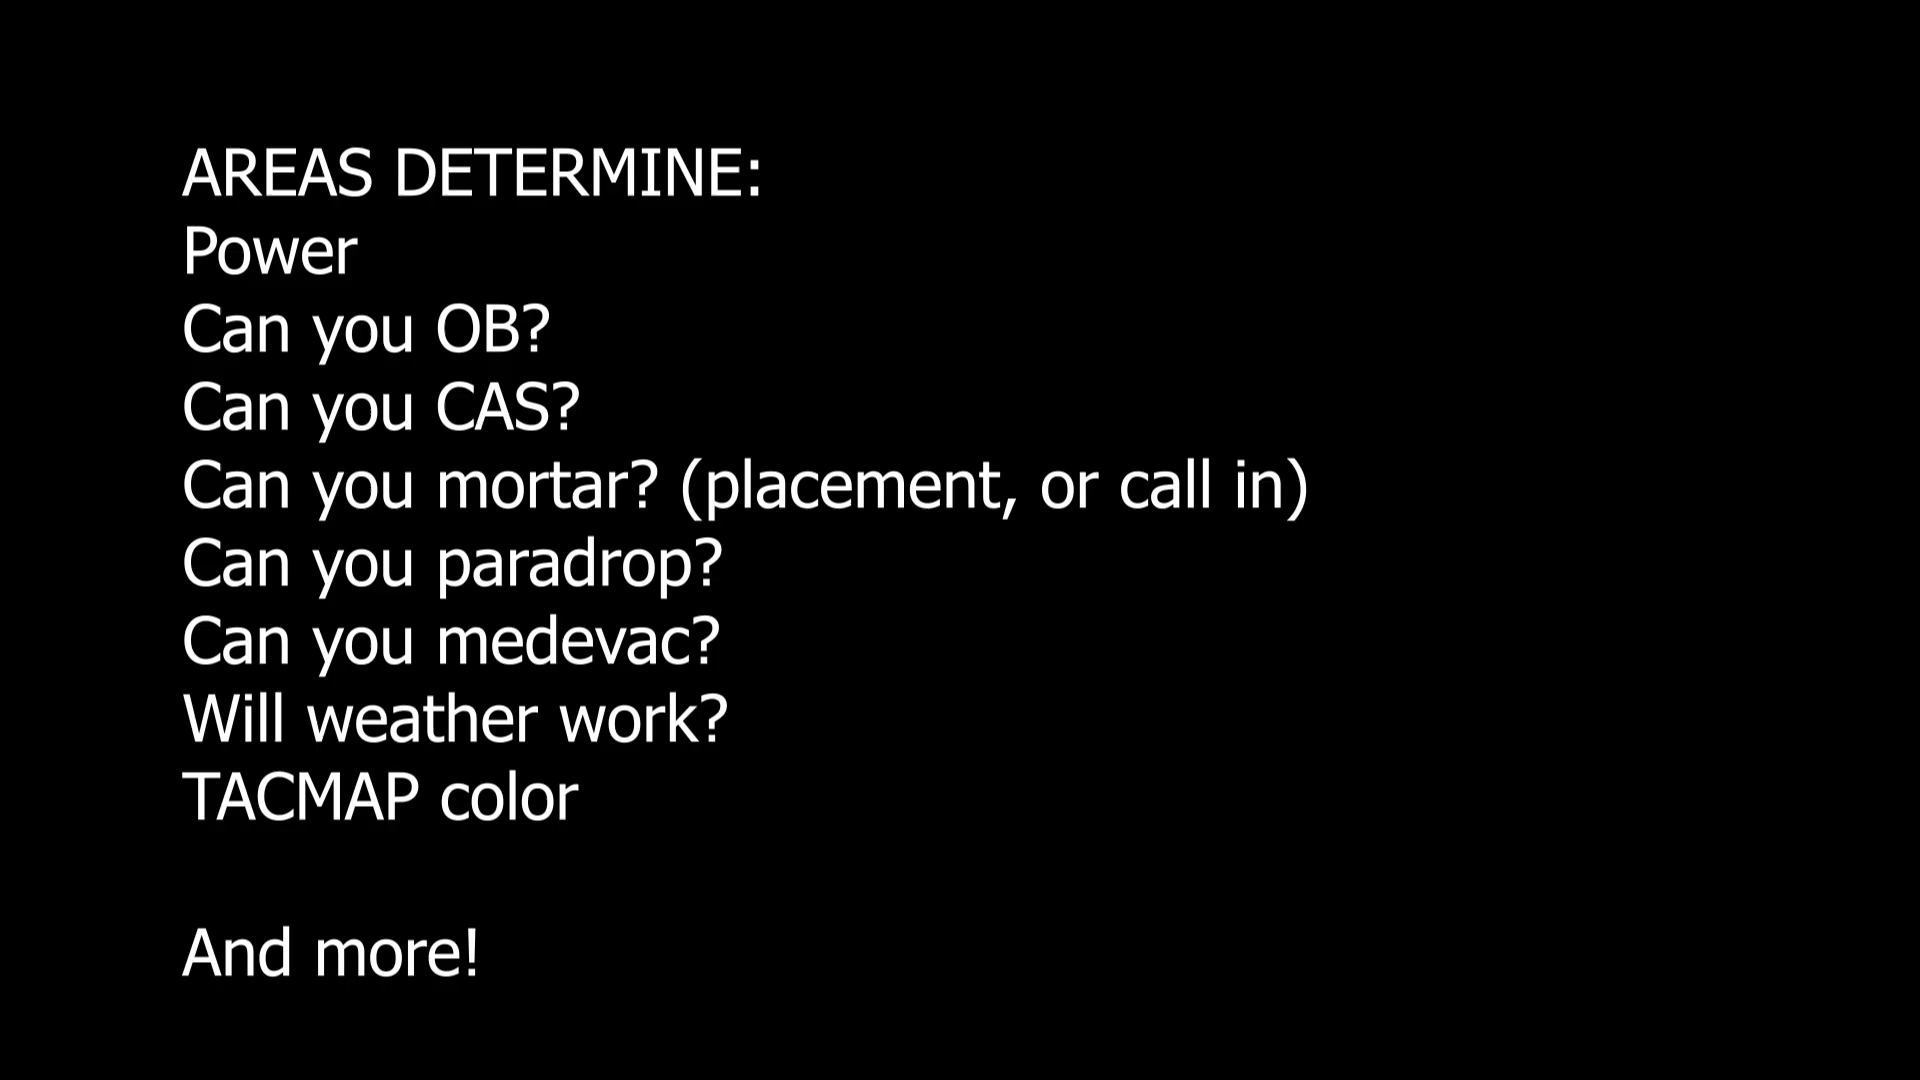 AREAS DETERMINE:
Power
Can you OB?
Can you CAS?
Can you mortar? (placement, or call in)
Can you paradrop?
Can you medevac?
Will weather work?
TACMAP color
And more!